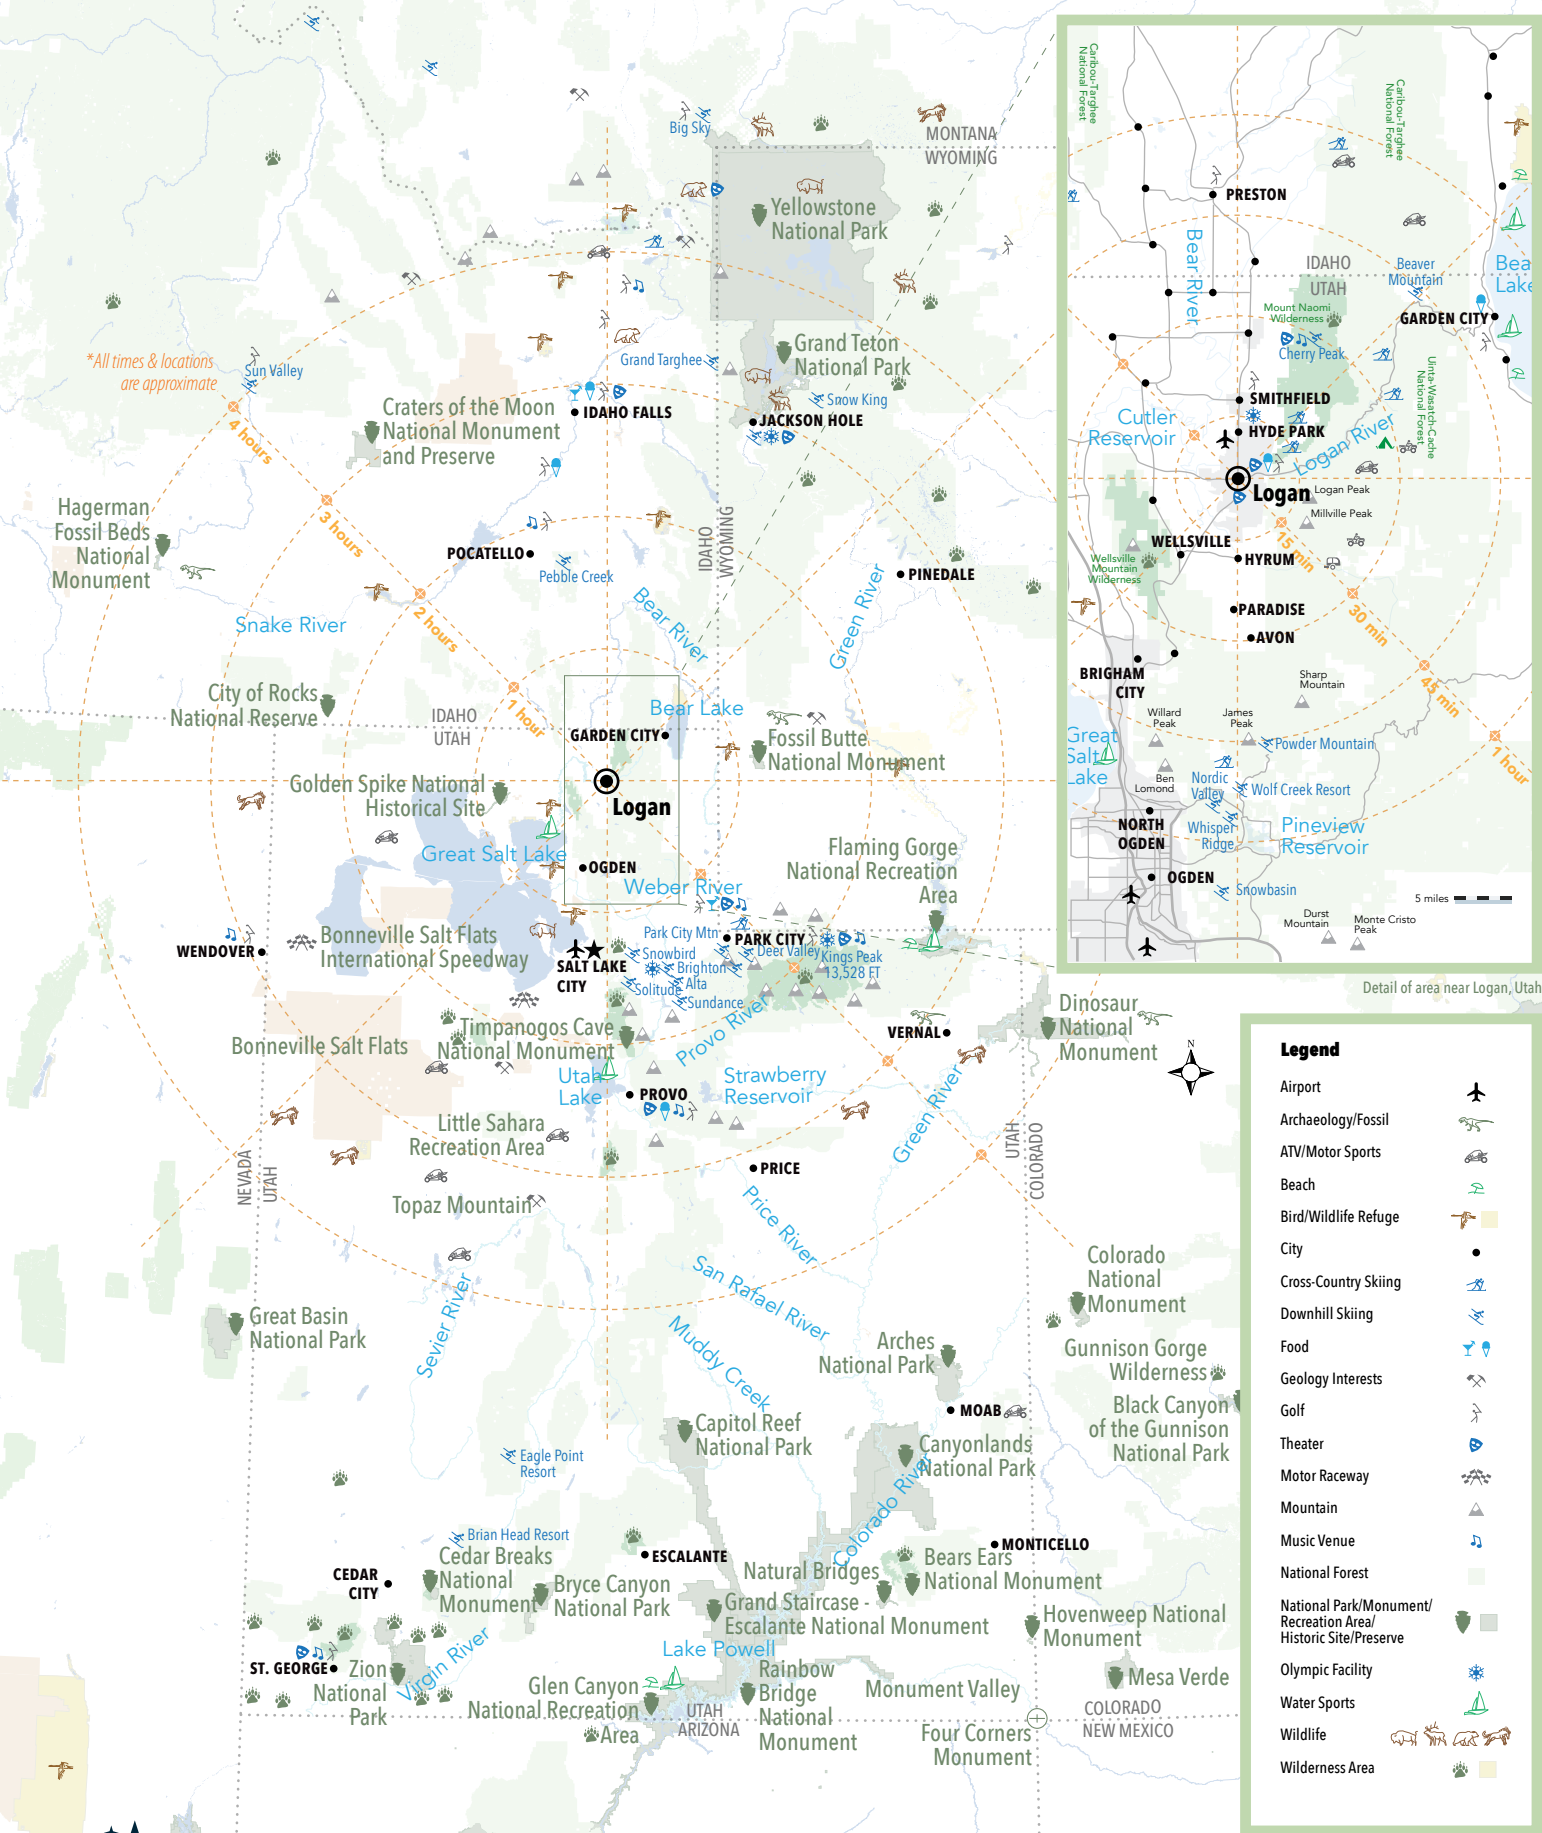 Big Sky
MONTANA
WYOMING
Yellowstone
National Park
*All times & locations
are approximate
Sun Valley
4 hours
Grand Targhee
Grand Teton
National Park
Snow King
Craters of the Moon
National Monument
and Preserve
IDAHO FALLS
JACKSON HOLE
3 hours
Hagerman
Fossil Beds
National
Monument
POCATELLO
Pebble Creek
IDAHO
WYOMING
PINEDALE
Snake River
2 hours
Bear River
Green River
City of Rocks
National Reserve
IDAHO
UTAH
1 hour
Bear Lake
GARDEN CITY
Fossil Butte
National Monument
Golden Spike National
Historical Site
Logan
Great Salt Lake
OGDEN
Flaming Gorge
National Recreation
Area
Weber River
WENDOVER
Bonneville Salt Flats
International Speedway
SALT LAKE
CITY
Park City Mtn
PARK CITY
Snowbird
Deer Valley
Kings Peak
13,528 FT
Brighton
Solitude
Alta
Sundance
Timpanogos Cave
National Monument
Bonneville Salt Flats
Provo River
VERNAL
Dinosaur
National
Monument
N
Utah
Lake
PROVO
Strawberry
Reservoir
Little Sahara
Recreation Area
Green River
UTAH
COLORADO
NEVADA
UTAH
PRICE
Topaz Mountain
Price River
San Rafael River
Sevier River
Muddy Creek
Great Basin
National Park
Colorado
National
Monument
Arches
National Park
Gunnison Gorge
Wilderness
MOAB
Black Canyon
of the Gunnison
National Park
Capitol Reef
National Park
Canyonlands
National Park
Colorado River
Eagle Point
Resort
Brian Head Resort
Cedar Breaks
National
Monument
CEDAR
CITY
ESCALANTE
MONTICELLO
Bryce Canyon
National Park
Natural Bridges
Bears Ears
National Monument
Grand Staircase -
Escalante National Monument
Hovenweep National
Monument
Lake Powell
ST. GEORGE
Zion
National
Park
Virgin River
Glen Canyon
National Recreation
Area
UTAH
ARIZONA
Rainbow
Bridge
National
Monument
Monument Valley
Mesa Verde
Four Corners
Monument
COLORADO
NEW MEXICO
Caribou-Targhee
National Forest
Caribou-Targhee
National Forest
PRESTON
Bear River
IDAHO
UTAH
Beaver
Mountain
Bea
Lake
Mount Naomi
Wilderness
GARDEN CITY
Cherry Peak
Uinta-Wasatch-Cache
National Forest
SMITHFIELD
Cutler
Reservoir
HYDE PARK
Logan River
Logan
Logan Peak
Millville Peak
15 min
WELLSVILLE
HYRUM
Wellsville
Mountain
Wilderness
30 min
PARADISE
AVON
BRIGHAM
CITY
45 min
Sharp
Mountain
Willard
Peak
James
Peak
Great
Salt
Lake
Powder Mountain
1 hour
Ben
Lomond
Nordic
Valley
Wolf Creek Resort
NORTH
OGDEN
Whisper
Ridge
Pineview
Reservoir
OGDEN
Snowbasin
5 miles
Durst
Mountain
Monte Cristo
Peak
Detail of area near Logan, Utah
Legend
Airport
Archaeology/Fossil
ATV/Motor Sports
Beach
Bird/Wildlife Refuge
City
Cross-Country Skiing
Downhill Skiing
Food
Geology Interests
Golf
Theater
Motor Raceway
Mountain
Music Venue
National Forest
National Park/Monument/
Recreation Area/
Historic Site/Preserve
Olympic Facility
Water Sports
Wildlife
Wilderness Area